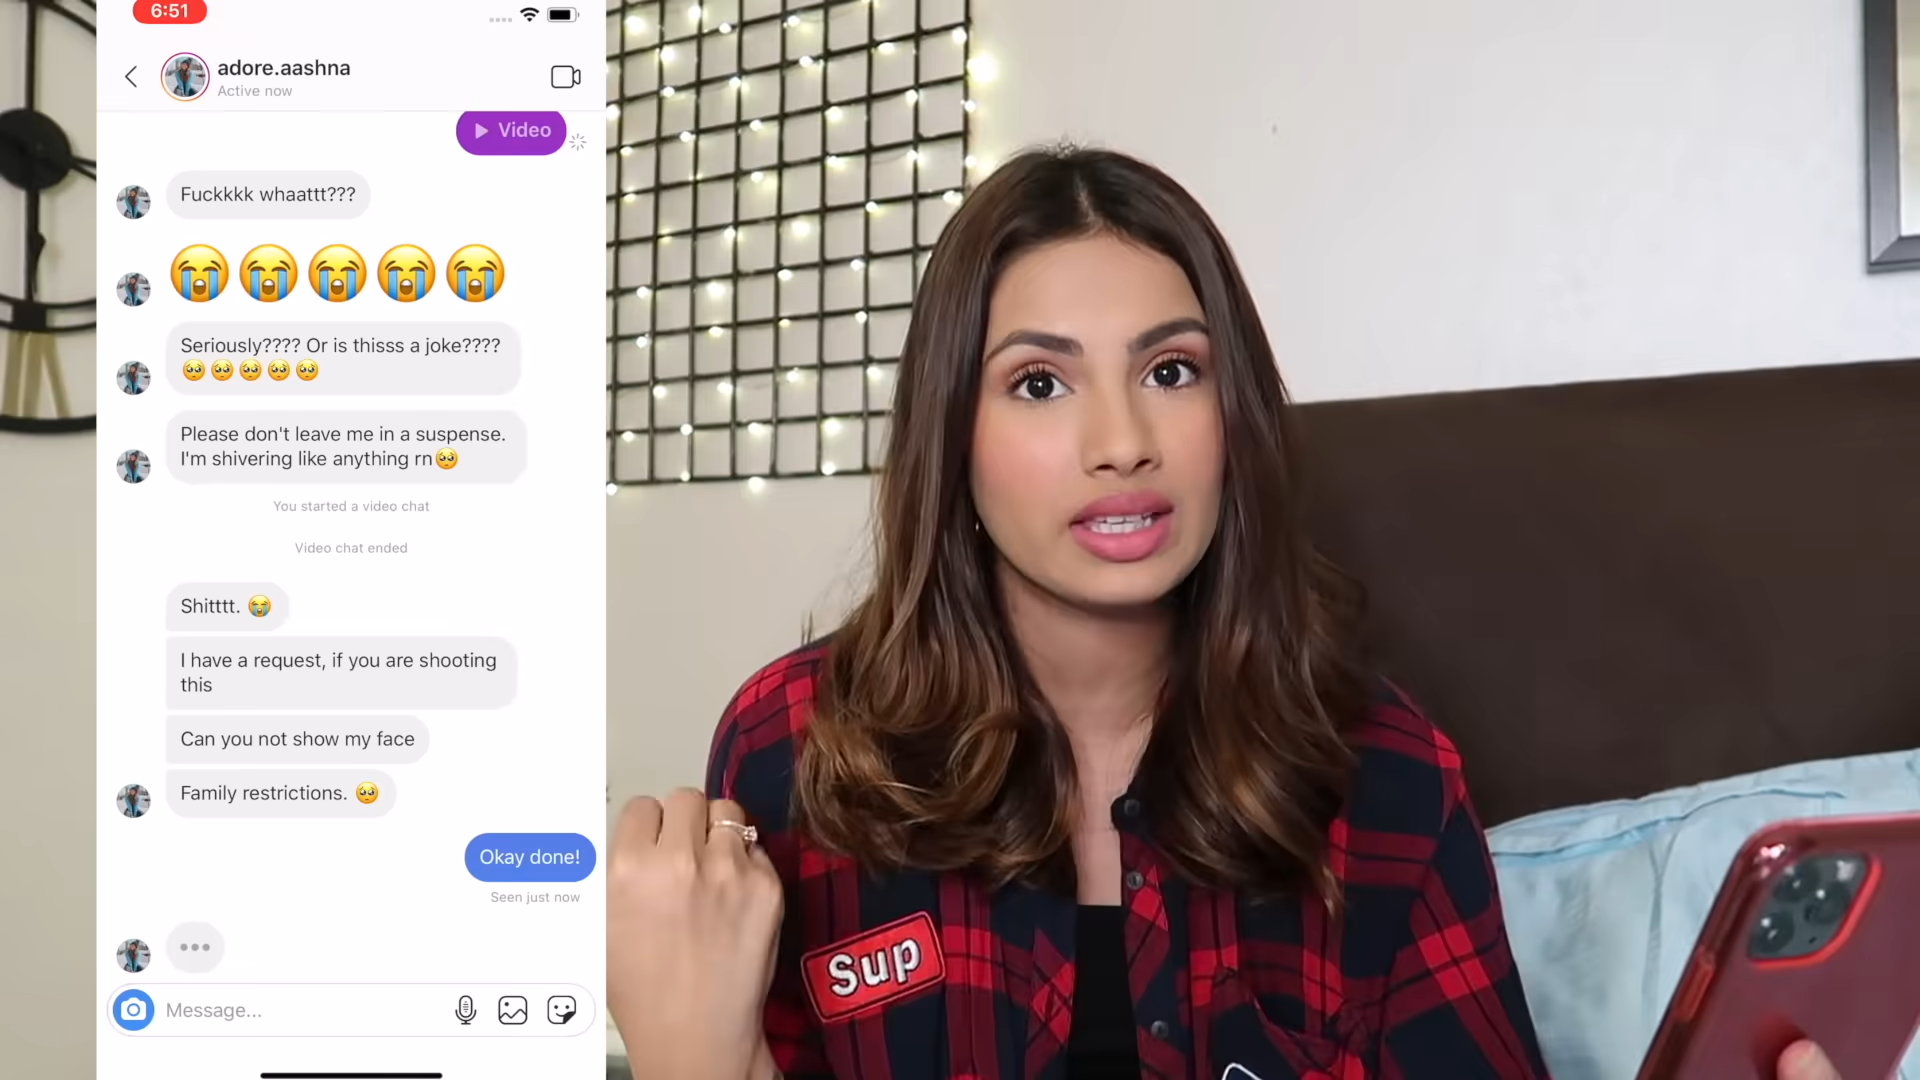 6:51
adore.aashna
Active now
Video
Fuckkkk whaattt???
Seriously???? Or is thisss a joke????
🥺🥺🥺🥺🥺
Please don't leave me in a suspense.
I'm shivering like anything rn🥺
You started a video chat
Video chat ended
Shitttt. 😭
I have a request, if you are shooting
this
Can you not show my face
Family restrictions. 🥺
Okay done!
Seen just now
Message...
Sup